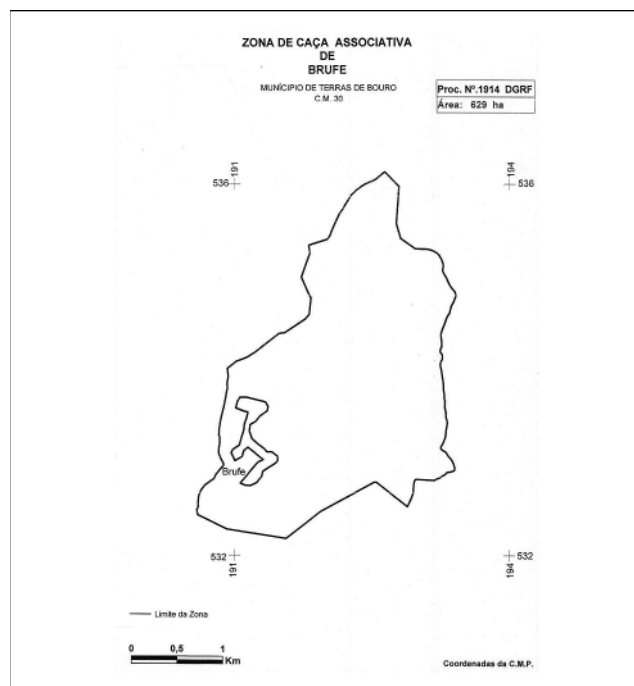 ZONA DE CAÇA ASSOCIATIVA
DE
BRUFE
MUNÍCIPIO DE TERRAS DE BOURO
C.M. 30
Proc. Nº.1914 DGRF
Área: 629 ha
191
194
536
536
Brufe
532
532
191
194
Limite da Zona
0 0,5 1
Km
Coordenadas da C.M.P.